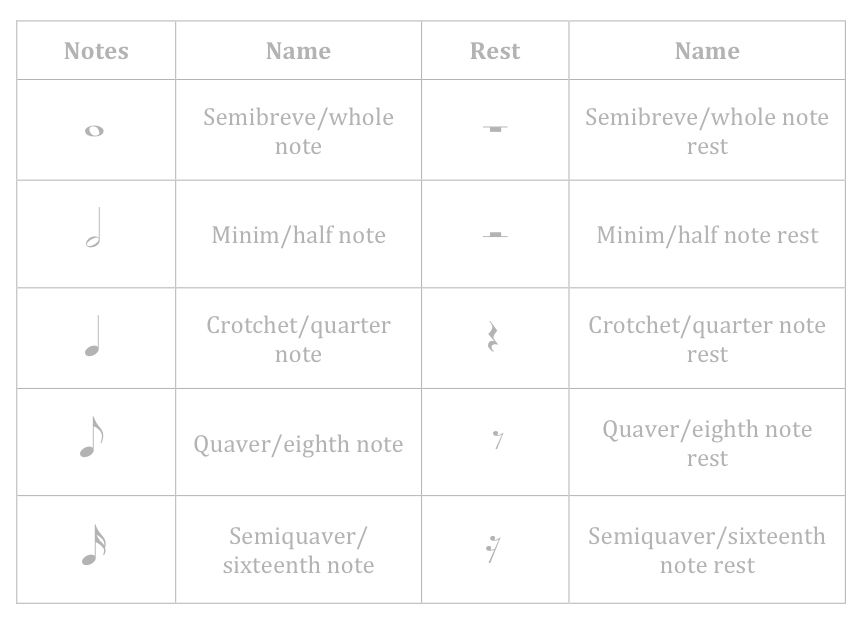 Notes Name Rest Name
Semibreve/whole
note
Semibreve/whole note
rest
Minim/half note
Minim/half note rest
Crotchet/quarter
note
Crotchet/quarter note
rest
Quaver/eighth note
Quaver/eighth note
rest
Semiquaver/
sixteenth note
Semiquaver/sixteenth
note rest